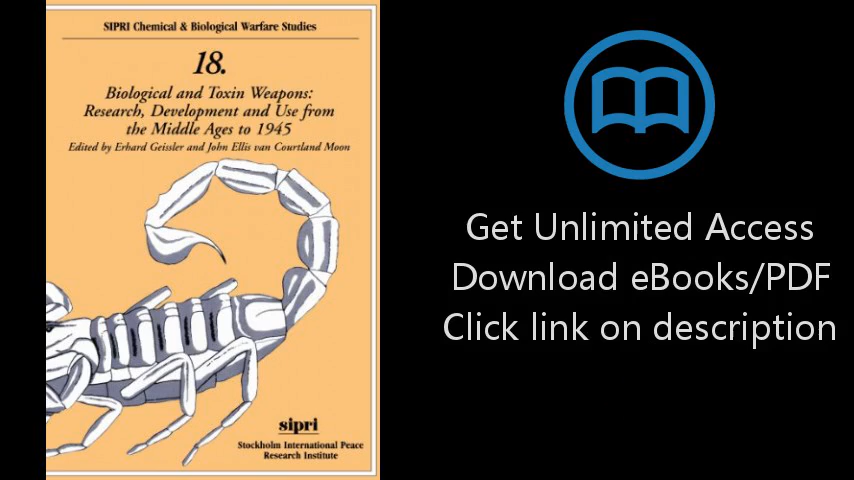 SIPRI Chemical & Biological Warfare Studies
18.
Biological and Toxin Weapons:
Research, Development and Use from
the Middle Ages to 1945
Edited by Erhard Geissler and John Ellis van Courtland Moon
sipri
Stockholm International Peace
Research Institute
Get Unlimited Access
Download eBooks/PDF
Click link on description